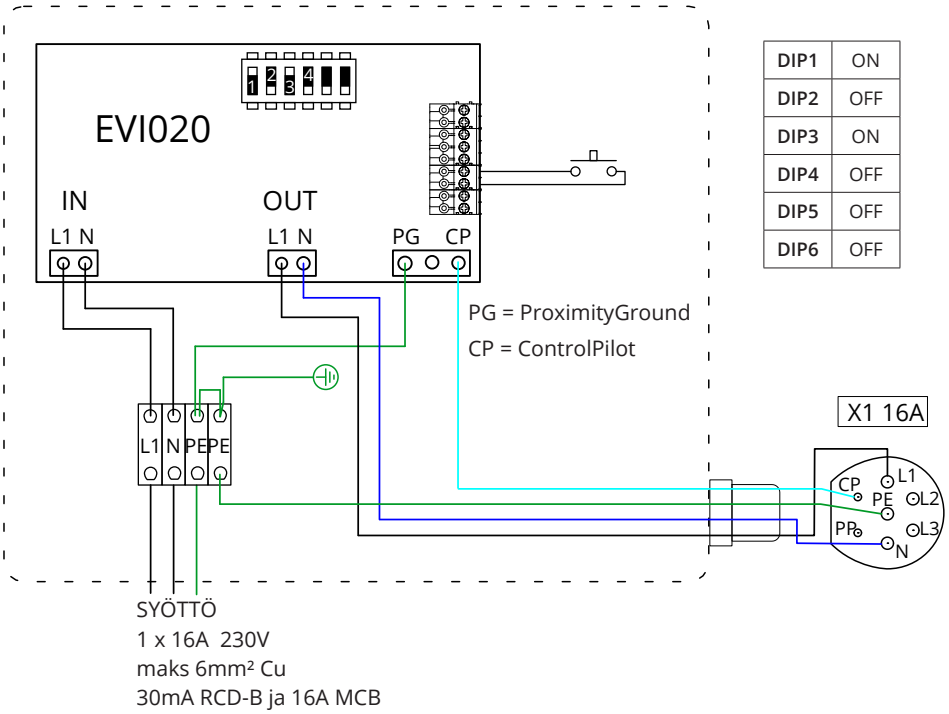 1
2
3
4
EVI020
IN
OUT
L1 N
L1 N
PG
CP
DIP1 ON
DIP2 OFF
DIP3 ON
DIP4 OFF
DIP5 OFF
DIP6 OFF
PG = ProximityGround
CP = ControlPilot
L1
N
PE
PE
X1 16A
L1
CP
L2
PE
PP
L3
N
SYÖTTÖ
1 x 16A 230V
maks 6mm² Cu
30mA RCD-B ja 16A MCB